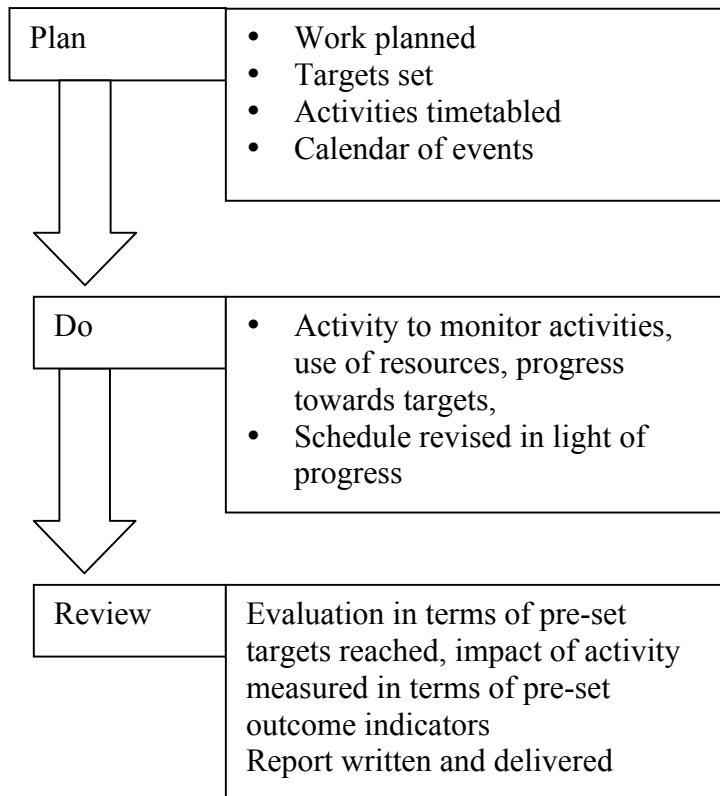 Plan
• Work planned
• Targets set
• Activities timetabled
• Calendar of events
Do
• Activity to monitor activities,
use of resources, progress
towards targets,
• Schedule revised in light of
progress
Review
Evaluation in terms of pre-set
targets reached, impact of activity
measured in terms of pre-set
outcome indicators
Report written and delivered